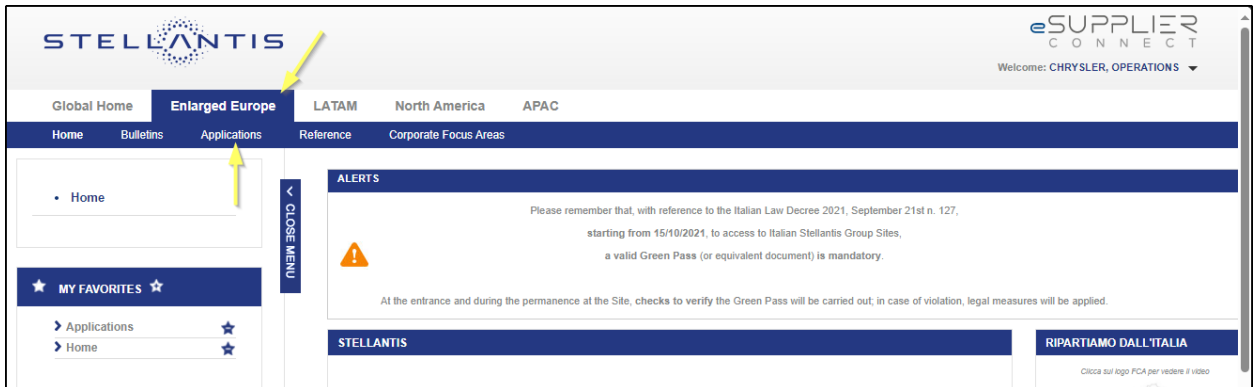 STELLANTIS
eSUPPLIER
CONNECT
Welcome: CHRYSLER, OPERATIONS
Global Home Enlarged Europe LATAM North America APAC
Home Bulletins Applications Reference Corporate Focus Areas
Home
CLOSE MENU
MY FAVORITES
Applications
Home
ALERTS
Please remember that, with reference to the Italian Law Decree 2021, September 21st n. 127,
starting from 15/10/2021, to access to Italian Stellantis Group Sites,
a valid Green Pass (or equivalent document) is mandatory.
At the entrance and during the permanence at the Site, checks to verify the Green Pass will be carried out; in case of violation, legal measures will be applied.
STELLANTIS
RIPARTIAMO DALL'ITALIA
Clicca sul logo FCA per vedere il video